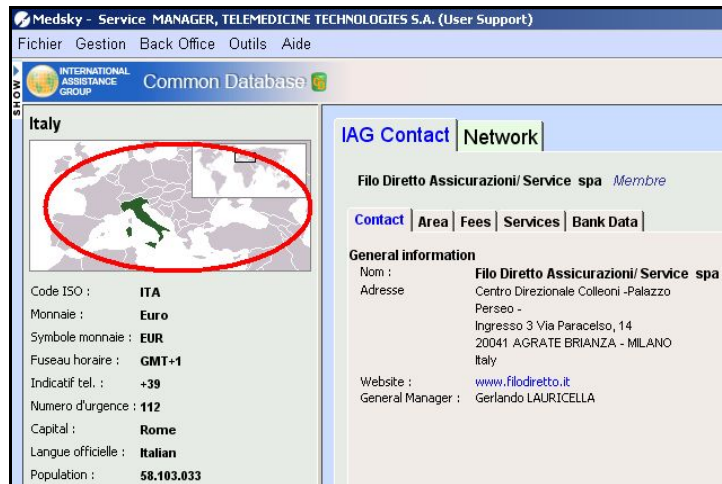 Medsky - Service MANAGER, TELEMEDICINE TECHNOLOGIES S.A. (User Support)
Fichier Gestion Back Office Outils Aide
SHOW
INTERNATIONAL
ASSISTANCE
GROUP
Common Database
Italy
Code ISO : ITA
Monnaie : Euro
Symbole monnaie : EUR
Fuseau horaire : GMT+1
Indicatif tel. : +39
Numero d'urgence : 112
Capital : Rome
Langue officielle : Italian
Population : 58.103.033
IAG Contact Network
Filo Diretto Assicurazioni/ Service spa Membre
Contact Area Fees Services Bank Data
General information
Nom : Filo Diretto Assicurazioni/ Service spa
Adresse Centro Direzionale Colleoni -Palazzo
Perseo -
Ingresso 3 Via Paracelso, 14
20041 AGRATE BRIANZA - MILANO
Italy
Website : www.filodiretto.it
General Manager : Gerlando LAURICELLA